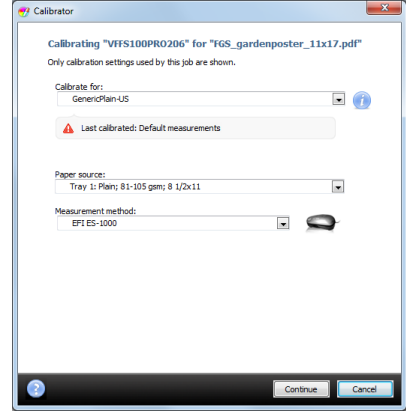 Calibrator
Calibrating "VFFS100PRO206" for "FGS_gardenposter_11x17.pdf"
Only calibration settings used by this job are shown.
Calibrate for:
GenericPlain-US
Last calibrated: Default measurements
Paper source:
Tray 1: Plain; 81-105 gsm; 8 1/2x11
Measurement method:
EFI ES-1000
Continue
Cancel